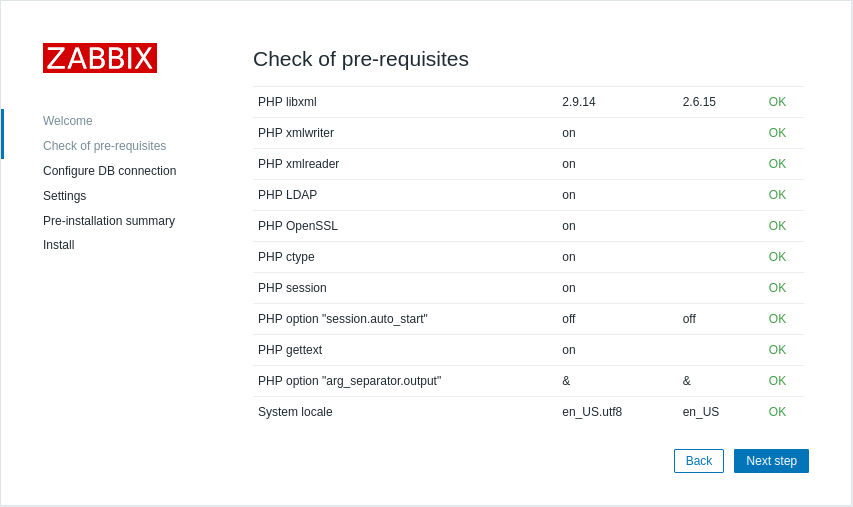 ZABBIX
Welcome
Check of pre-requisites
Configure DB connection
Settings
Pre-installation summary
Install
Check of pre-requisites
PHP libxml 2.9.14 2.6.15 OK
PHP xmlwriter on OK
PHP xmlreader on OK
PHP LDAP on OK
PHP OpenSSL on OK
PHP ctype on OK
PHP session on OK
PHP option "session.auto_start" off off OK
PHP gettext on OK
PHP option "arg_separator.output" & & OK
System locale en_US.utf8 en_US OK
Back Next step